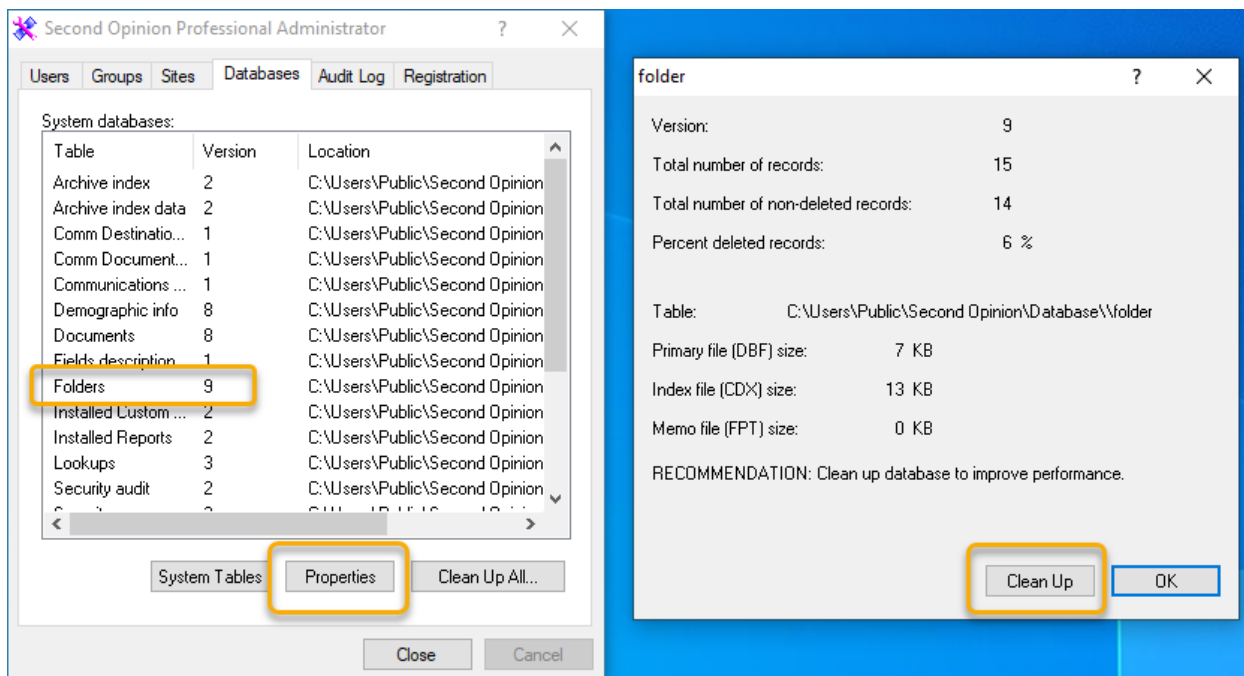 Second Opinion Professional Administrator ? ×
Users Groups Sites Databases Audit Log Registration
System databases:
Table Version Location
Archive index 2 C:\Users\Public\Second Opinion
Archive index data 2 C:\Users\Public\Second Opinion
Comm Destinatio... 1 C:\Users\Public\Second Opinion
Comm Document... 1 C:\Users\Public\Second Opinion
Communications ... 1 C:\Users\Public\Second Opinion
Demographic info 8 C:\Users\Public\Second Opinion
Documents 8 C:\Users\Public\Second Opinion
Fields description 1 C:\Users\Public\Second Opinion
Folders 9 C:\Users\Public\Second Opinion
Installed Custom ... 2 C:\Users\Public\Second Opinion
Installed Reports 2 C:\Users\Public\Second Opinion
Lookups 3 C:\Users\Public\Second Opinion
Security audit 2 C:\Users\Public\Second Opinion
System Tables Properties Clean Up All...
Close Cancel
folder ? ×
Version: 9
Total number of records: 15
Total number of non-deleted records: 14
Percent deleted records: 6 %
Table: C:\Users\Public\Second Opinion\Database\\folder
Primary file (DBF) size: 7 KB
Index file (CDX) size: 13 KB
Memo file (FPT) size: 0 KB
RECOMMENDATION: Clean up database to improve performance.
Clean Up OK